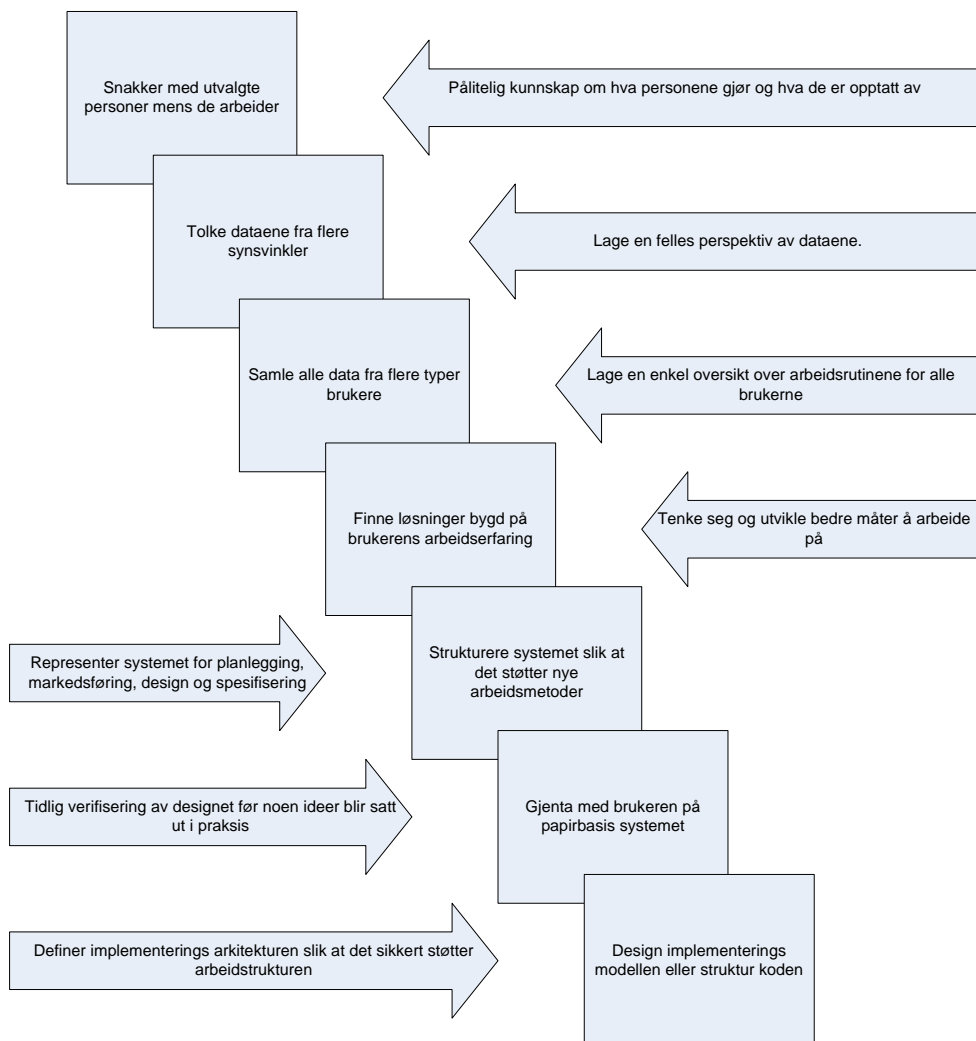 Snakker med utvalgte
personer mens de arbeider
Pålitelig kunnskap om hva personene gjør og hva de er opptatt av
Tolke dataene fra flere
synsvinkler
Lage en felles perspektiv av dataene.
Samle alle data fra flere typer
brukere
Lage en enkel oversikt over arbeidsrutinene for alle
brukerne
Finne løsninger bygd på
brukerens arbeidserfaring
Tenke seg og utvikle bedre måter å arbeide
på
Representer systemet for planlegging,
markedsføring, design og spesifisering
Strukturere systemet slik at
det støtter nye
arbeidsmetoder
Tidlig verifisering av designet før noen ideer blir satt
ut i praksis
Gjenta med brukeren på
papirbasis systemet
Definer implementerings arkitekturen slik at det sikkert støtter
arbeidstrukturen
Design implementerings
modellen eller struktur koden